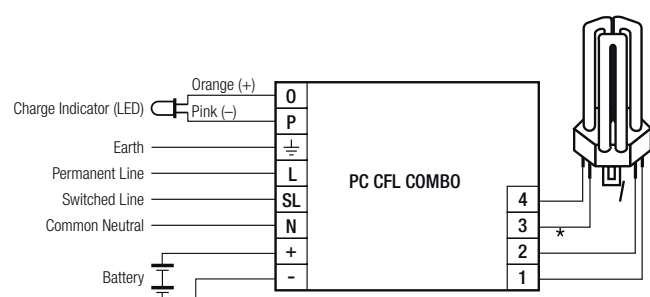 Orange (+)
O
Charge Indicator (LED)
Pink (–)
P
Earth
Permanent Line
L
PC CFL COMBO
Switched Line
SL
4
Common Neutral
N
3
*
+
2
Battery
-
1